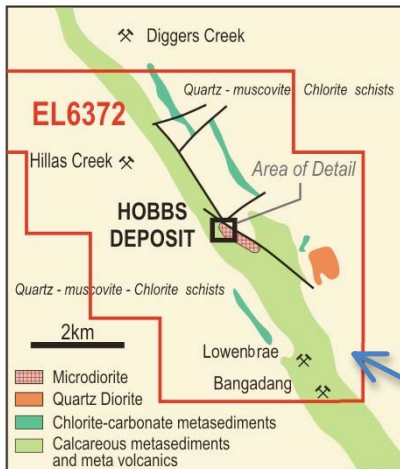 Diggers Creek
Quartz - muscovite Chlorite schists
EL6372
Hillas Creek
Area of Detail
HOBBS
DEPOSIT
Quartz - muscovite - Chlorite schists
2km
Lowenbrae
Bangadang
Microdiorite
Quartz Diorite
Chlorite-carbonate metasediments
Calcareous metasediments
and meta volcanics